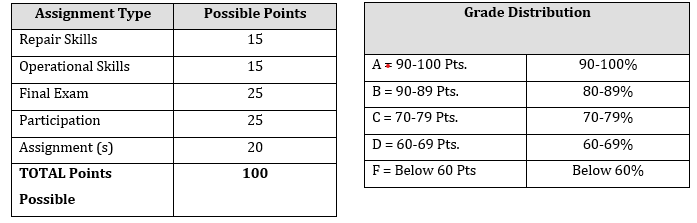 Assignment Type Possible Points
Repair Skills 15
Operational Skills 15
Final Exam 25
Participation 25
Assignment (s) 20
TOTAL Points 100
Possible
Grade Distribution
A = 90-100 Pts. 90-100%
B = 90-89 Pts. 80-89%
C = 70-79 Pts. 70-79%
D = 60-69 Pts. 60-69%
F = Below 60 Pts Below 60%